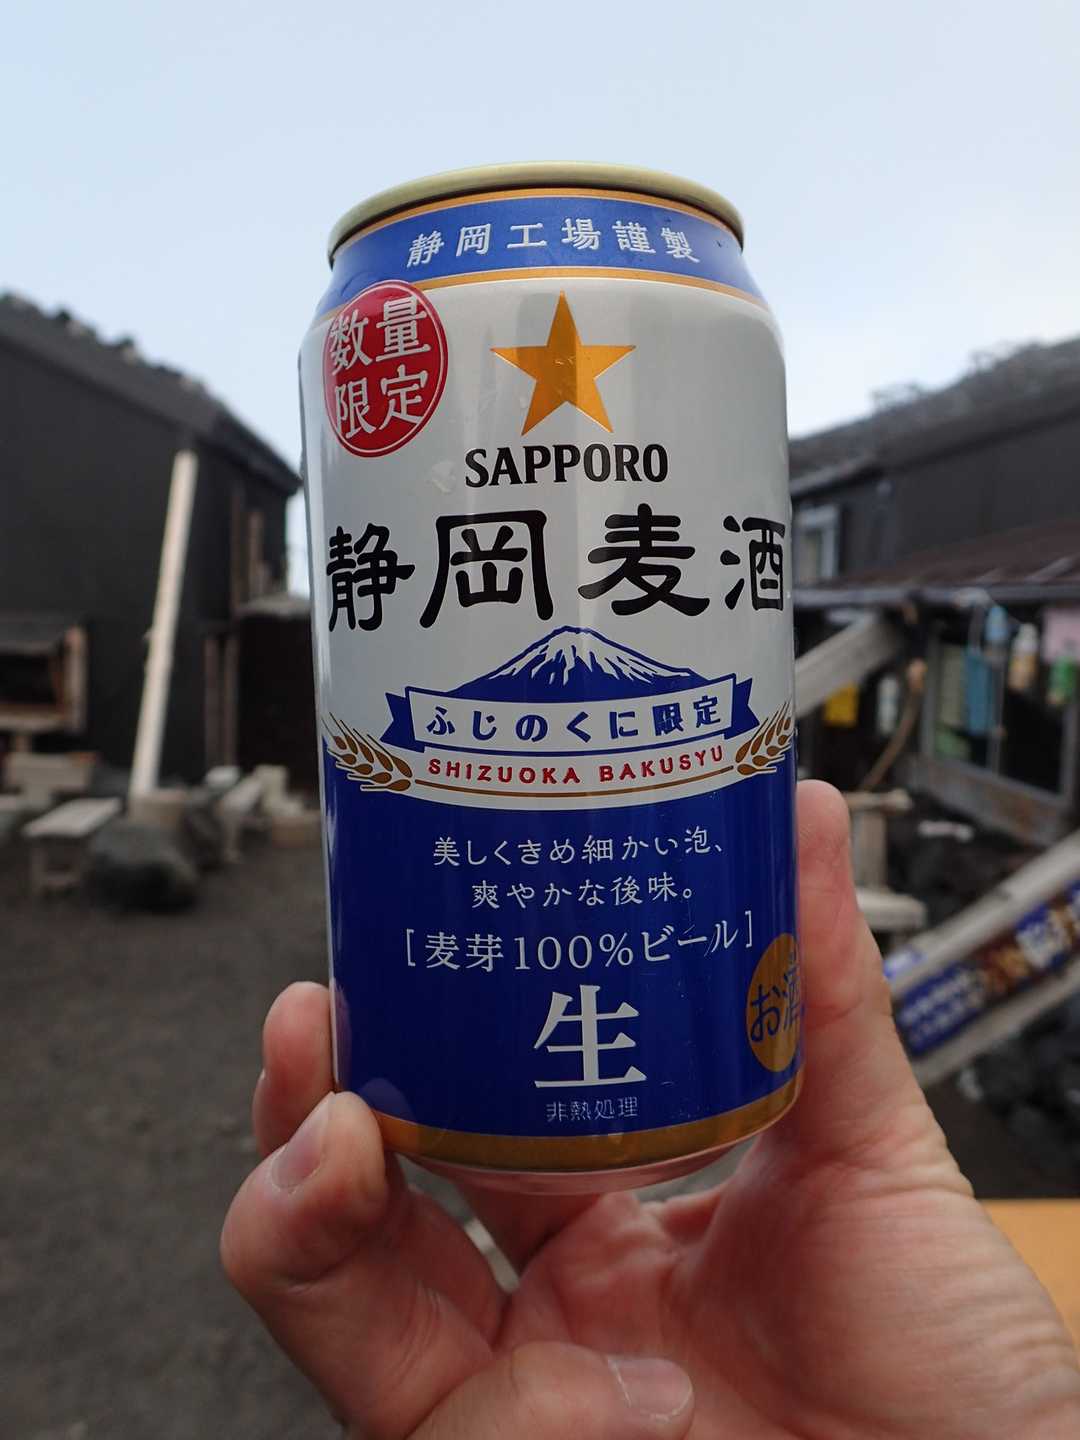 静岡工場謹製
数量
限定
SAPPORO
静岡麦酒
ふじのくに限定
SHIZUOKA BAKUSYU
美しくきめ細かい泡、
爽やかな後味。
[麦芽100%ビール]
生
非熱処理
お酒